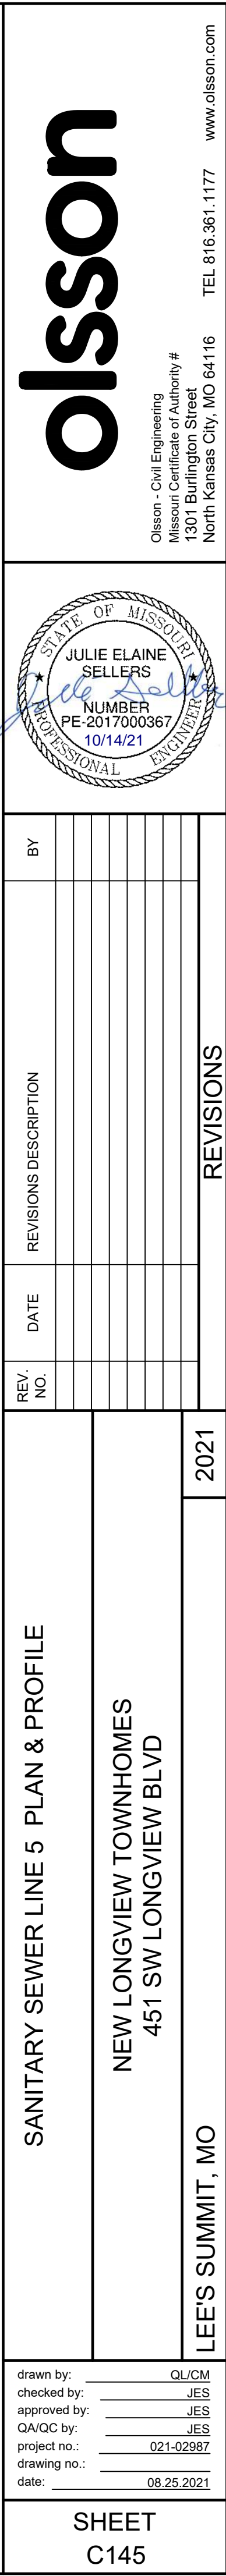 olsson
Olsson - Civil Engineering
Missouri Certificate of Authority #
1301 Burlington Street
North Kansas City, MO 64116 TEL 816.361.1177 www.olsson.com
STATE OF MISSOURI
JULIE ELAINE
SELLERS
NUMBER
PE-2017000367
10/14/21
PROFESSIONAL ENGINEER
Julie Sellers
REV. NO. DATE REVISIONS DESCRIPTION BY
REVISIONS
2021
SANITARY SEWER LINE 5 PLAN & PROFILE
NEW LONGVIEW TOWNHOMES
451 SW LONGVIEW BLVD
LEE'S SUMMIT, MO
drawn by: QL/CM
checked by: JES
approved by: JES
QA/QC by: JES
project no.: 021-02987
drawing no.:
date: 08.25.2021
SHEET
C145